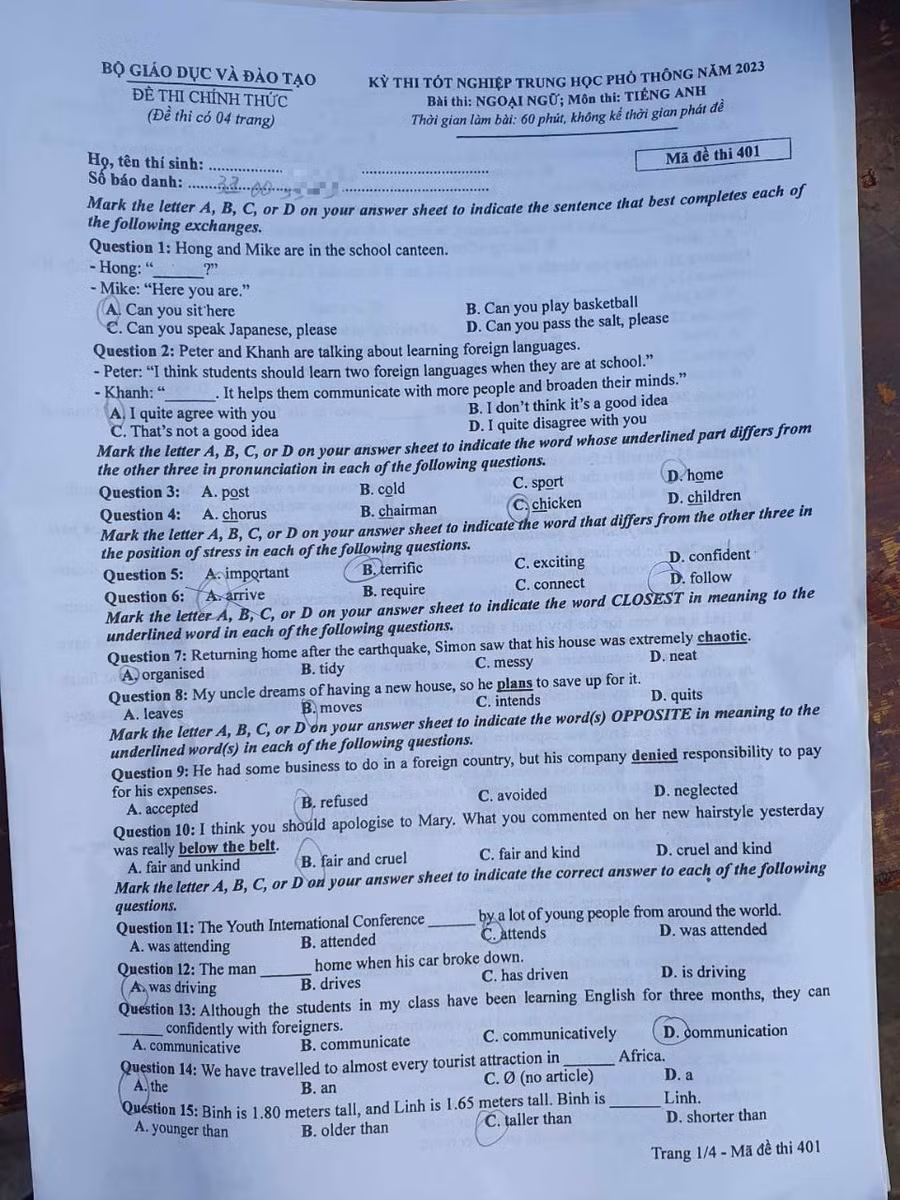 BỘ GIÁO DỤC VÀ ĐÀO TẠO
ĐỀ THI CHÍNH THỨC
(Đề thi có 04 trang)
KỲ THI TỐT NGHIỆP TRUNG HỌC PHỔ THÔNG NĂM 2023
Bài thi: NGOẠI NGỮ; Môn thi: TIẾNG ANH
Thời gian làm bài: 60 phút, không kể thời gian phát đề
Mã đề thi 401
Họ, tên thí sinh: ..................
Số báo danh: ..................
Mark the letter A, B, C, or D on your answer sheet to indicate the sentence that best completes each of
the following exchanges.
Question 1: Hong and Mike are in the school canteen.
- Hong: “______?”
- Mike: “Here you are.”
A. Can you sit here B. Can you play basketball
C. Can you speak Japanese, please D. Can you pass the salt, please
Question 2: Peter and Khanh are talking about learning foreign languages.
- Peter: “I think students should learn two foreign languages when they are at school.”
- Khanh: “______. It helps them communicate with more people and broaden their minds.”
A. I quite agree with you B. I don’t think it’s a good idea
C. That’s not a good idea D. I quite disagree with you
Mark the letter A, B, C, or D on your answer sheet to indicate the word whose underlined part differs from
the other three in pronunciation in each of the following questions.
Question 3: A. post B. cold C. sport D. home
Question 4: A. chorus B. chairman C. chicken D. children
Mark the letter A, B, C, or D on your answer sheet to indicate the word that differs from the other three in
the position of stress in each of the following questions.
Question 5: A. important B. terrific C. exciting D. confident
Question 6: A. arrive B. require C. connect D. follow
Mark the letter A, B, C, or D on your answer sheet to indicate the word CLOSEST in meaning to the
underlined word in each of the following questions.
Question 7: Returning home after the earthquake, Simon saw that his house was extremely chaotic.
A. organised B. tidy C. messy D. neat
Question 8: My uncle dreams of having a new house, so he plans to save up for it.
A. leaves B. moves C. intends D. quits
Mark the letter A, B, C, or D on your answer sheet to indicate the word(s) OPPOSITE in meaning to the
underlined word(s) in each of the following questions.
Question 9: He had some business to do in a foreign country, but his company denied responsibility to pay
for his expenses.
A. accepted B. refused C. avoided D. neglected
Question 10: I think you should apologise to Mary. What you commented on her new hairstyle yesterday
was really below the belt.
A. fair and unkind B. fair and cruel C. fair and kind D. cruel and kind
Mark the letter A, B, C, or D on your answer sheet to indicate the correct answer to each of the following
questions.
Question 11: The Youth International Conference ______ by a lot of young people from around the world.
A. was attending B. attended C. attends D. was attended
Question 12: The man ______ home when his car broke down.
A. was driving B. drives C. has driven D. is driving
Question 13: Although the students in my class have been learning English for three months, they can
______ confidently with foreigners.
A. communicative B. communicate C. communicatively D. communication
Question 14: We have travelled to almost every tourist attraction in ______ Africa.
A. the B. an C. Ø (no article) D. a
Question 15: Binh is 1.80 meters tall, and Linh is 1.65 meters tall. Binh is ______ Linh.
A. younger than B. older than C. taller than D. shorter than
Trang 1/4 - Mã đề thi 401